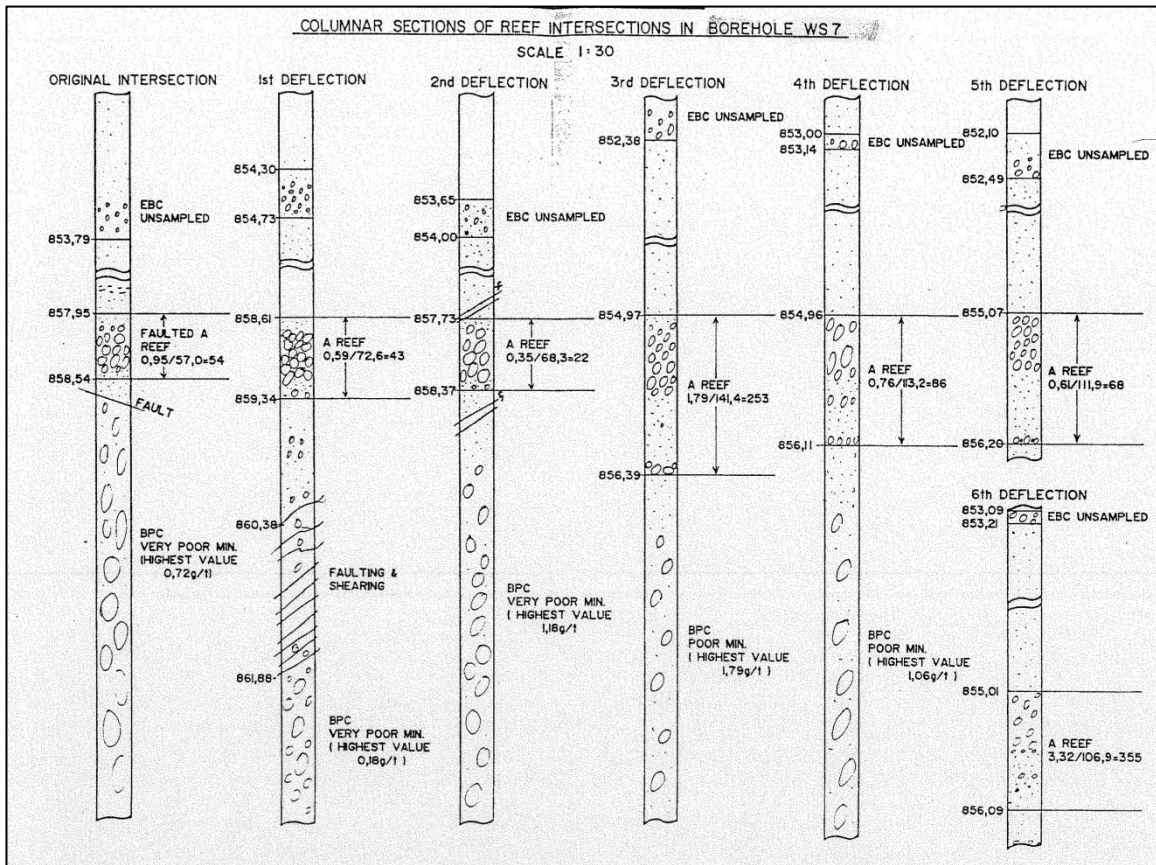 COLUMNAR SECTIONS OF REEF INTERSECTIONS IN BOREHOLE WS7
SCALE 1:30
ORIGINAL INTERSECTION
EBC
UNSAMPLED
853,79
857,95
FAULTED A
REEF
0,95/57,0=54
858,54
FAULT
BPC
VERY POOR MIN.
(HIGHEST VALUE
0,72g/t)
1st DEFLECTION
854,30
854,73
858,61
A REEF
0,59/72,6=43
859,34
860,38
FAULTING &
SHEARING
861,88
BPC
VERY POOR MIN.
( HIGHEST VALUE
0,18g/t )
2nd DEFLECTION
853,65
EBC UNSAMPLED
854,00
857,73
A REEF
0,35/68,3=22
858,37
BPC
VERY POOR MIN.
( HIGHEST VALUE
1,18g/t
3rd DEFLECTION
EBC UNSAMPLED
852,38
854,97
A REEF
1,79/141,4=253
856,39
BPC
POOR MIN.
( HIGHEST VALUE
1,79g/t )
4th DEFLECTION
853,00
EBC UNSAMPLED
853,14
854,96
A REEF
0,76/113,2=86
856,11
BPC
POOR MIN.
( HIGHEST VALUE
1,06g/t )
5th DEFLECTION
852,10
EBC UNSAMPLED
852,49
855,07
A REEF
0,61/111,9=68
856,20
6th DEFLECTION
853,09
EBC UNSAMPLED
853,21
855,01
A REEF
3,32/106,9=355
856,09